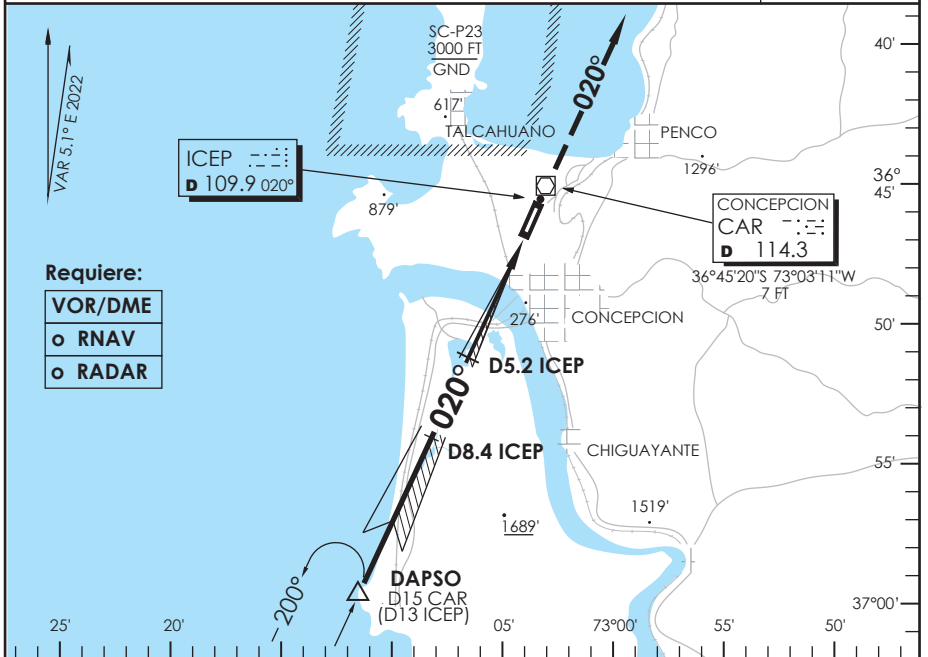 SC-P23
3000 FT
GND
617'
TALCAHUANO
PENCO
1296'
40'
VAR 5.1° E 2022
020°
ICEP
D 109.9 020°
879'
36°
45'
CONCEPCION
CAR
D 114.3
36°45'20"S 73°03'11"W
7 FT
Requiere:
VOR/DME
o RNAV
o RADAR
276'
CONCEPCION
50'
D5.2 ICEP
020°
D8.4 ICEP
CHIGUAYANTE
55'
1689'
1519'
DAPSO
D15 CAR
(D13 ICEP)
200°
37°00'
25'
20'
05'
73°00'
55'
50'